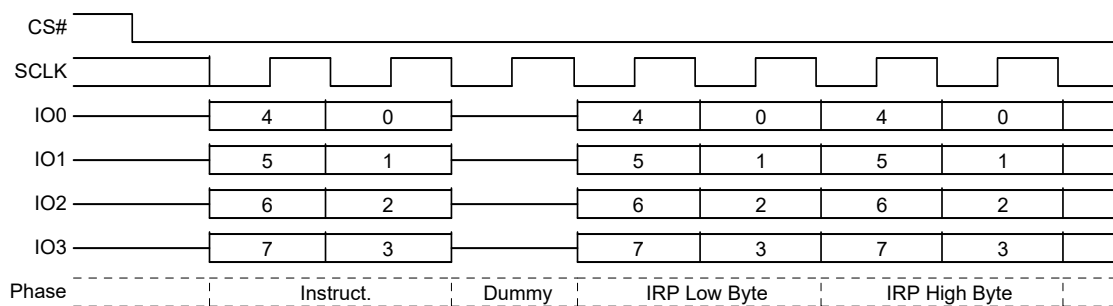 CS#
SCLK
IO0 4 0 4 0 4 0
IO1 5 1 5 1 5 1
IO2 6 2 6 2 6 2
IO3 7 3 7 3 7 3
Phase Instruct. Dummy IRP Low Byte IRP High Byte